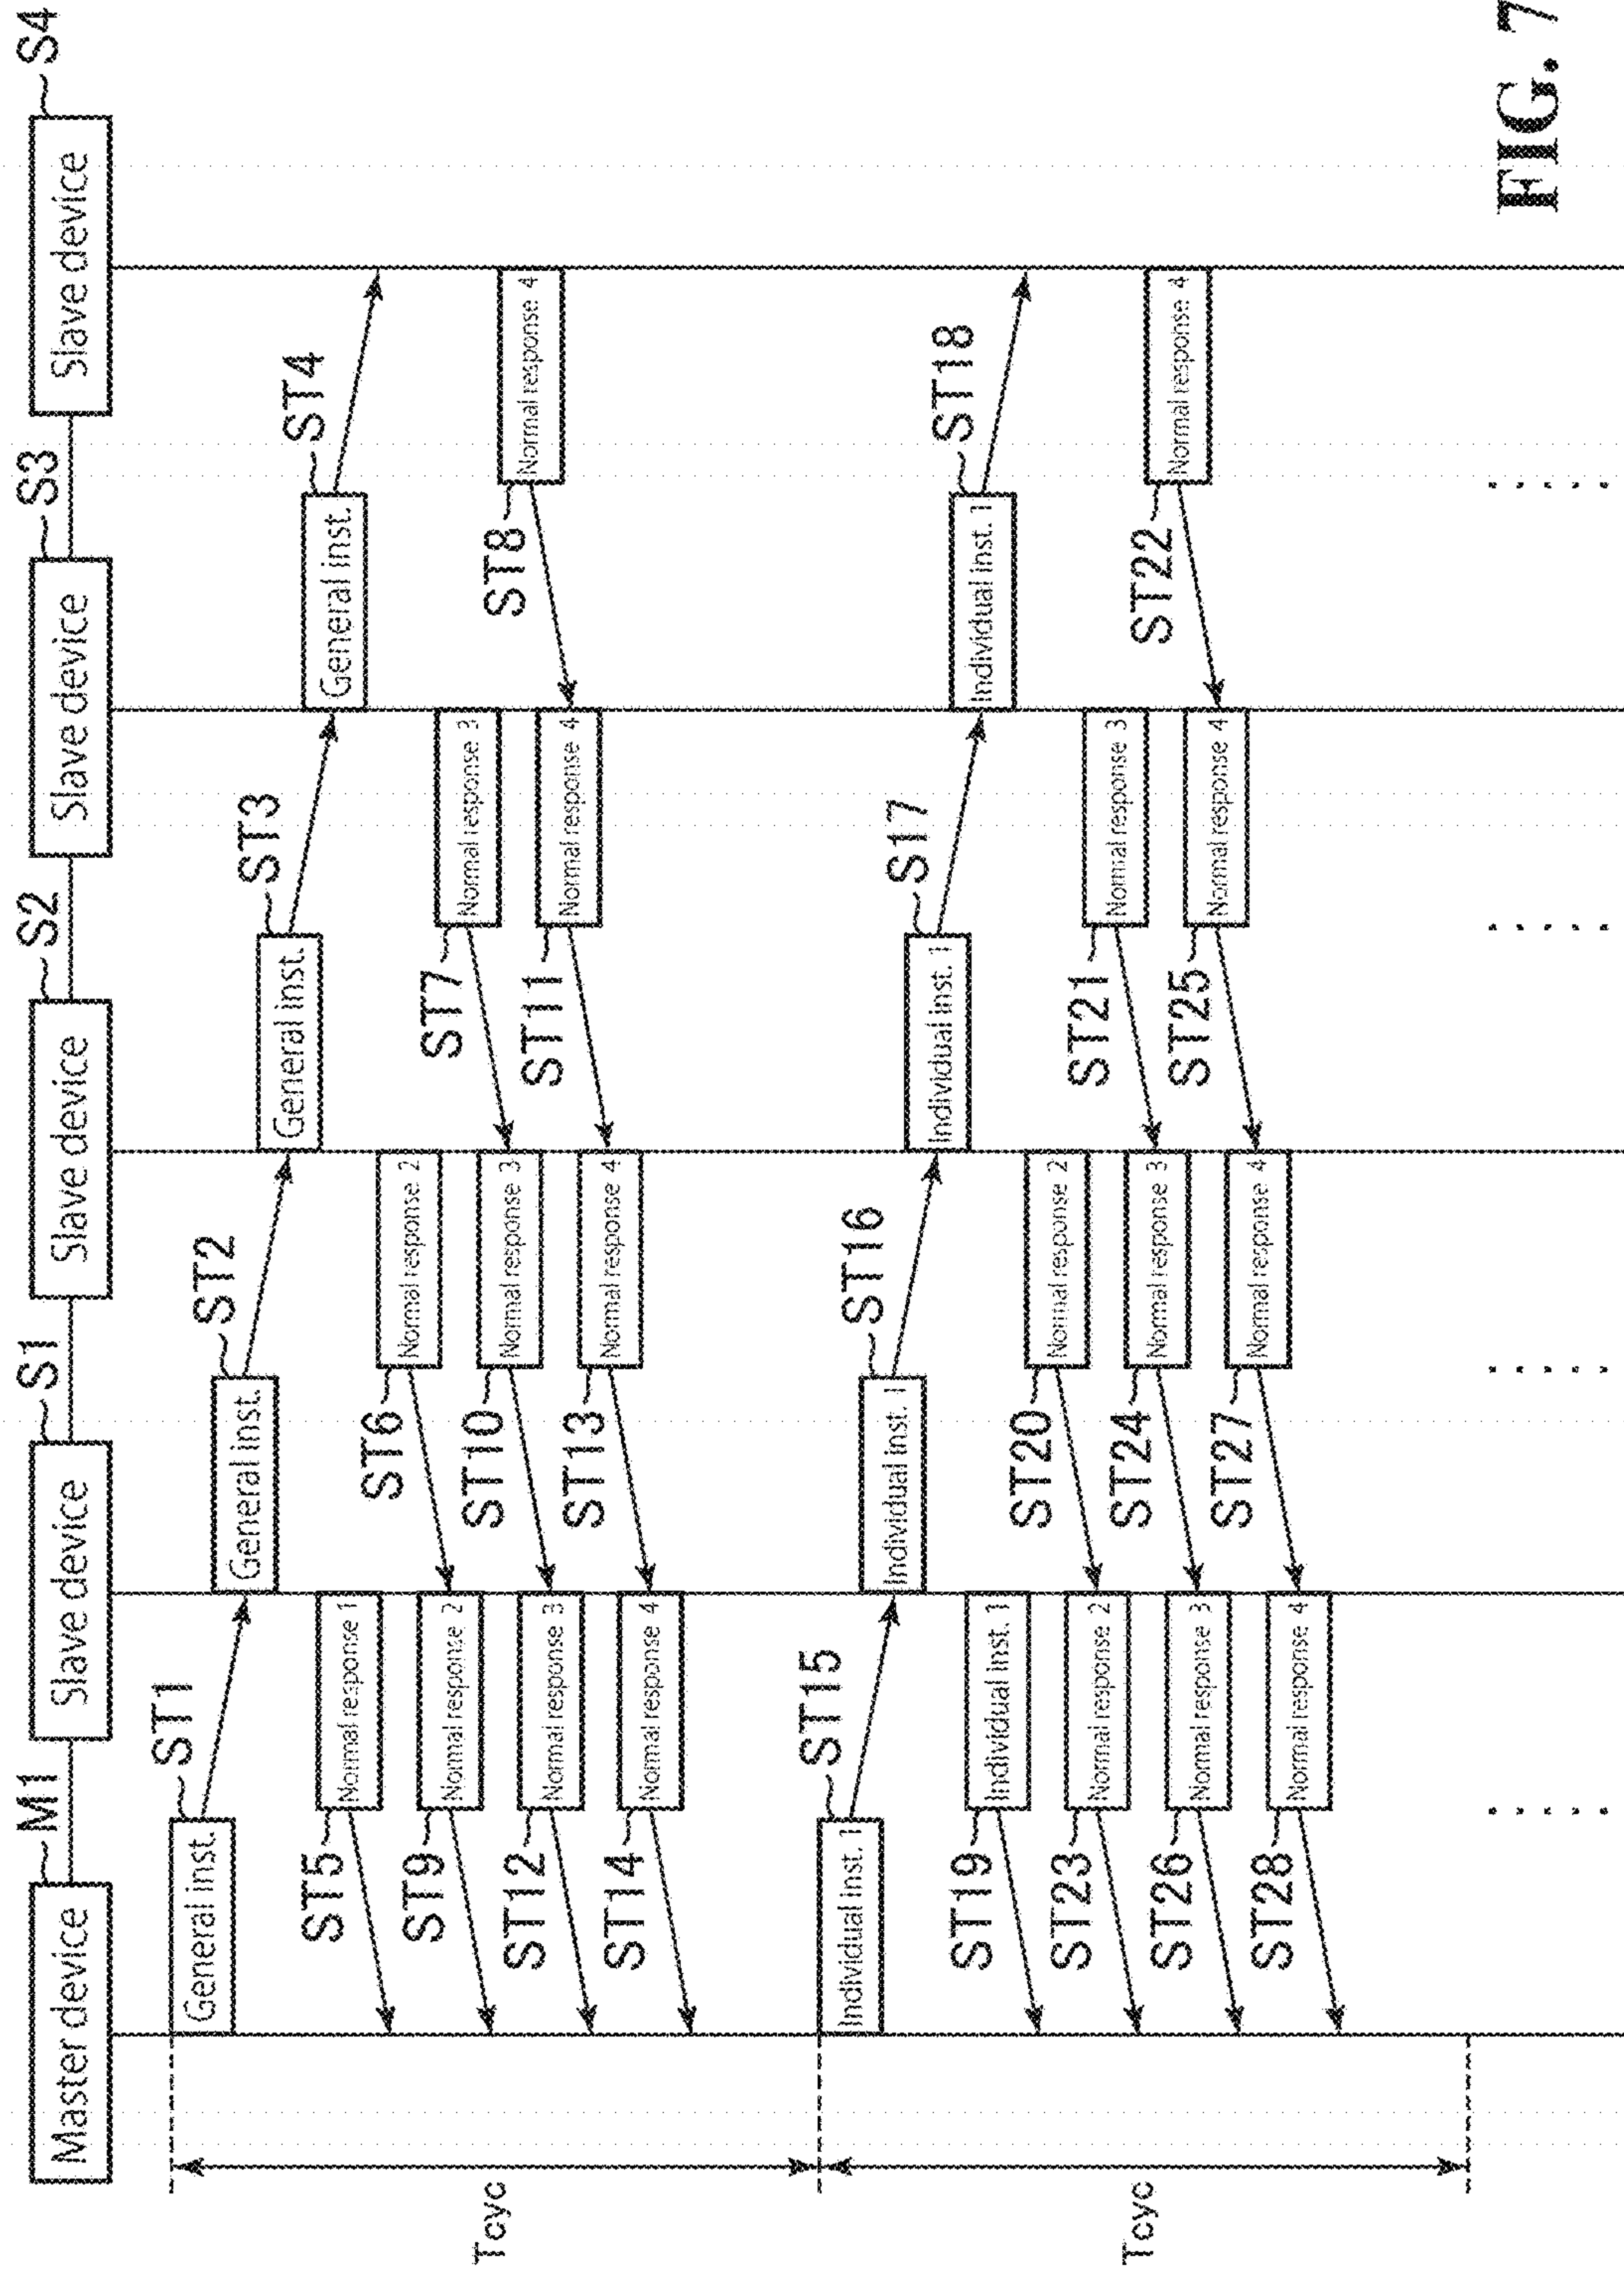 Master device
M1
Slave device
S1
Slave device
S2
Slave device
S3
Slave device
S4
Tcyc
General inst.
ST1
General inst.
ST2
General inst.
ST3
General inst.
ST4
ST5
Normal response 1
ST6
Normal response 2
ST7
Normal response 3
ST8
Normal response 4
ST9
Normal response 2
ST10
Normal response 3
ST11
Normal response 4
ST12
Normal response 3
ST13
Normal response 4
ST14
Normal response 4
Tcyc
Individual inst. 1
ST15
Individual inst. 1
ST16
Individual inst. 1
S17
Individual inst. 1
ST18
ST19
Individual inst. 1
ST20
Normal response 2
ST21
Normal response 3
ST22
Normal response 4
ST23
Normal response 2
ST24
Normal response 3
ST25
Normal response 4
ST26
Normal response 3
ST27
Normal response 4
ST28
Normal response 4
FIG. 7